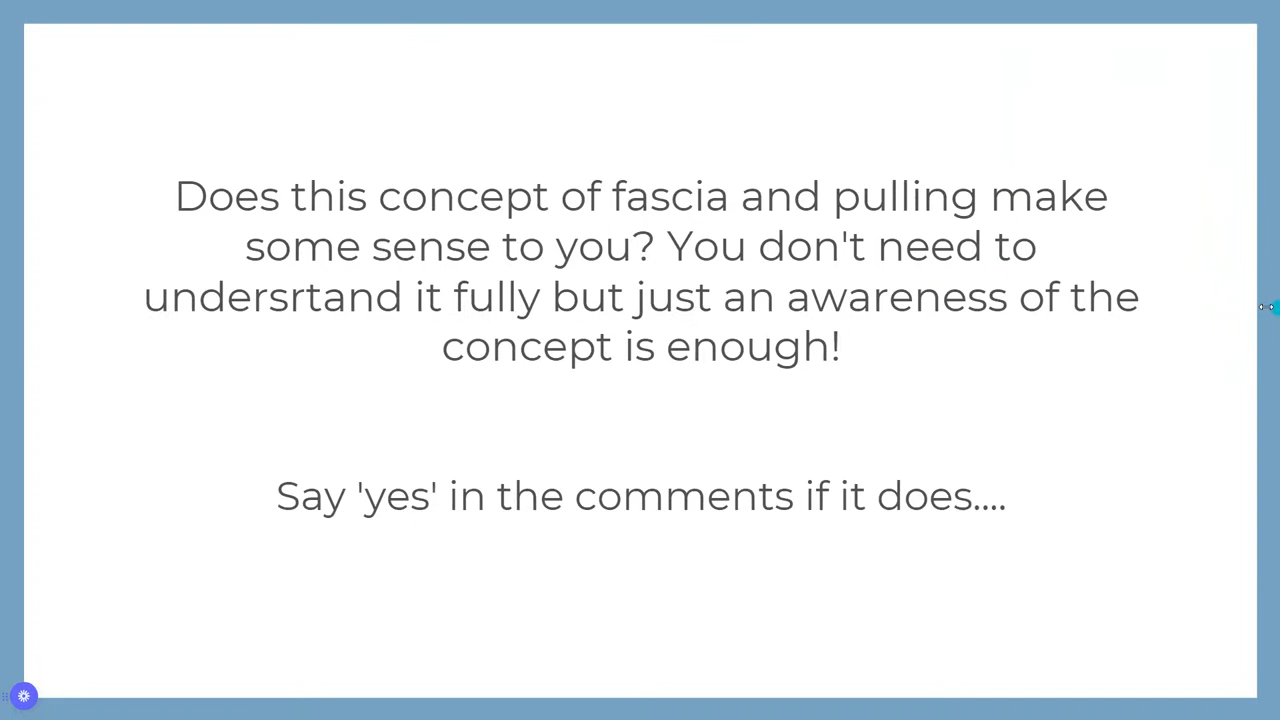 Does this concept of fascia and pulling make
some sense to you? You don't need to
undersrtand it fully but just an awareness of the
concept is enough!
Say 'yes' in the comments if it does....